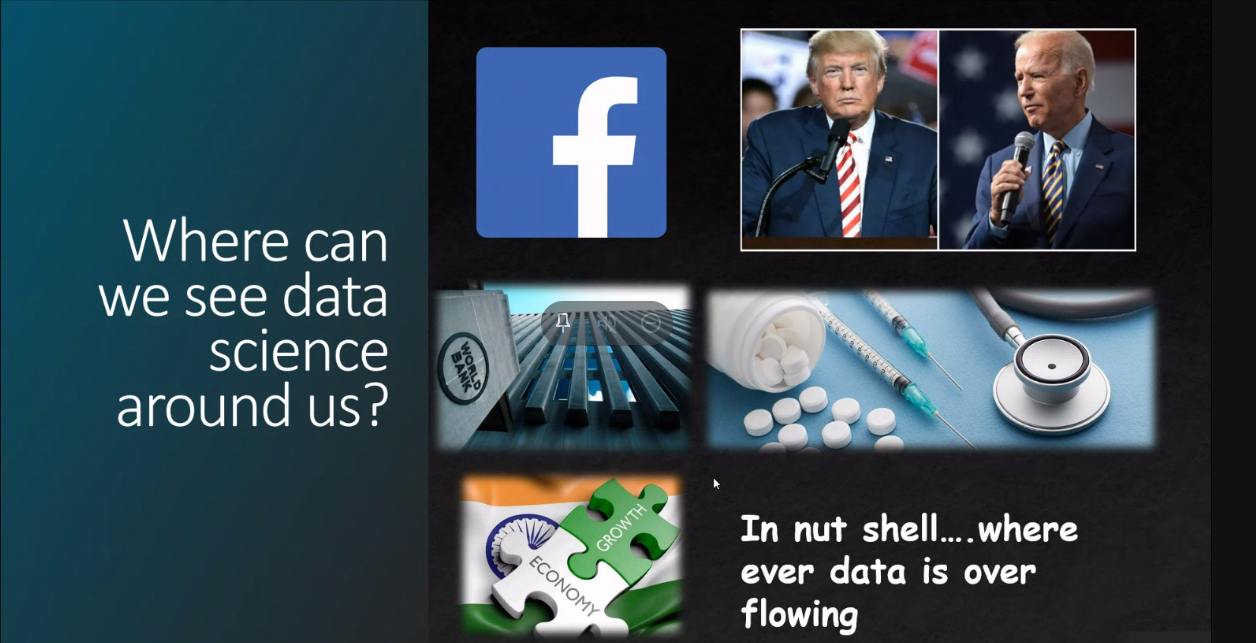 Where can
we see data
science
around us?
f
WORLD
BANK
GROWTH
ECONOMY
In nut shell….where
ever data is over
flowing